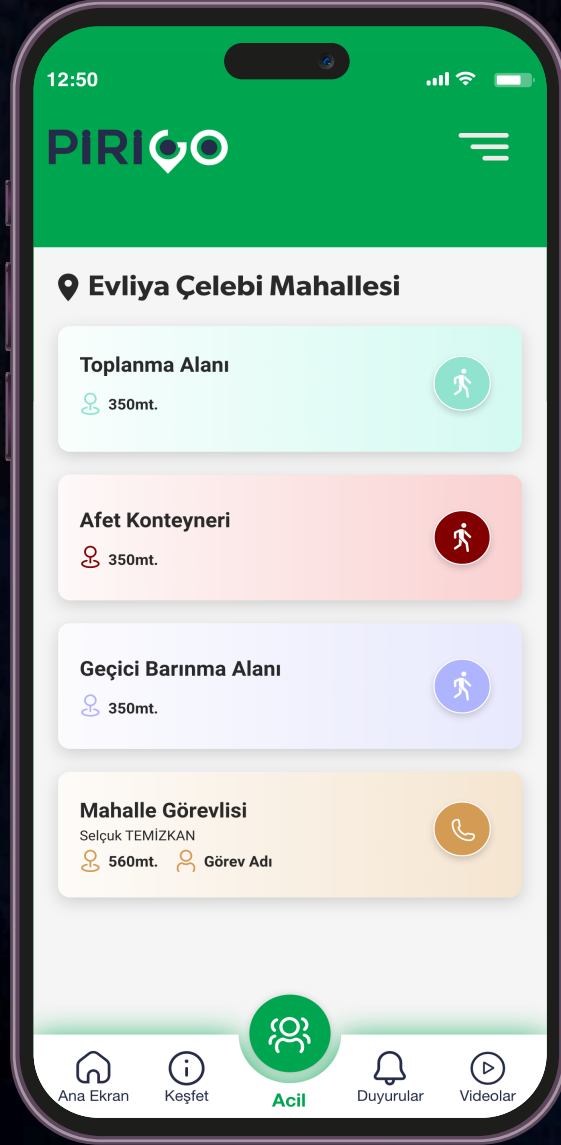 12:50
PiRiGO
Evliya Çelebi Mahallesi
Toplanma Alanı
350mt.
Afet Konteyneri
350mt.
Geçici Barınma Alanı
350mt.
Mahalle Görevlisi
Selçuk TEMİZKAN
560mt. Görev Adı
Ana Ekran Keşfet Acil Duyurular Videolar